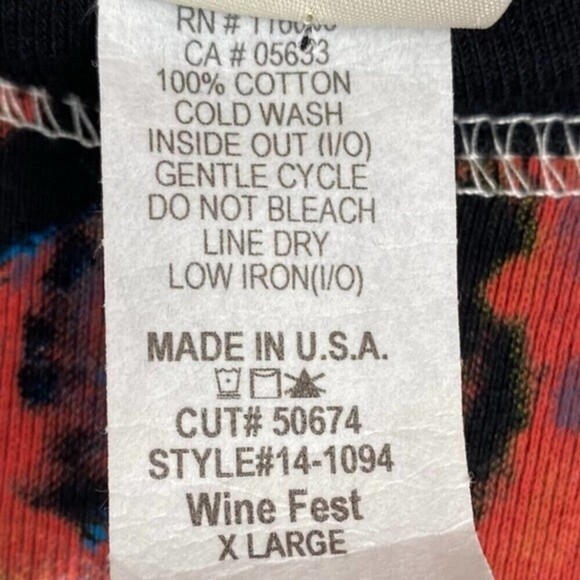 RN #
CA # 05633
100% COTTON
COLD WASH
INSIDE OUT (I/O)
GENTLE CYCLE
DO NOT BLEACH
LINE DRY
LOW IRON(I/O)
MADE IN U.S.A.
CUT# 50674
STYLE#14-1094
Wine Fest
X LARGE